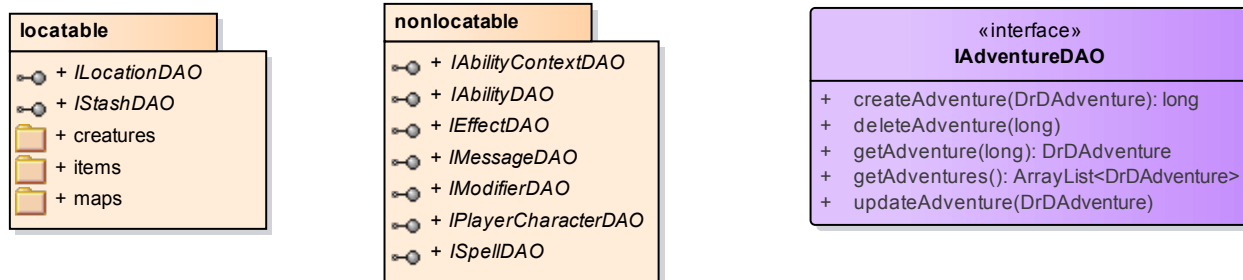 locatable
+ ILocationDAO
+ IStashDAO
+ creatures
+ items
+ maps
nonlocatable
+ IAbilityContextDAO
+ IAbilityDAO
+ IEffectDAO
+ IMessageDAO
+ IModifierDAO
+ IPlayerCharacterDAO
+ ISpellDAO
«interface»
IAdventureDAO
+ createAdventure(DrDAdventure): long
+ deleteAdventure(long)
+ getAdventure(long): DrDAdventure
+ getAdventures(): ArrayList<DrDAdventure>
+ updateAdventure(DrDAdventure)